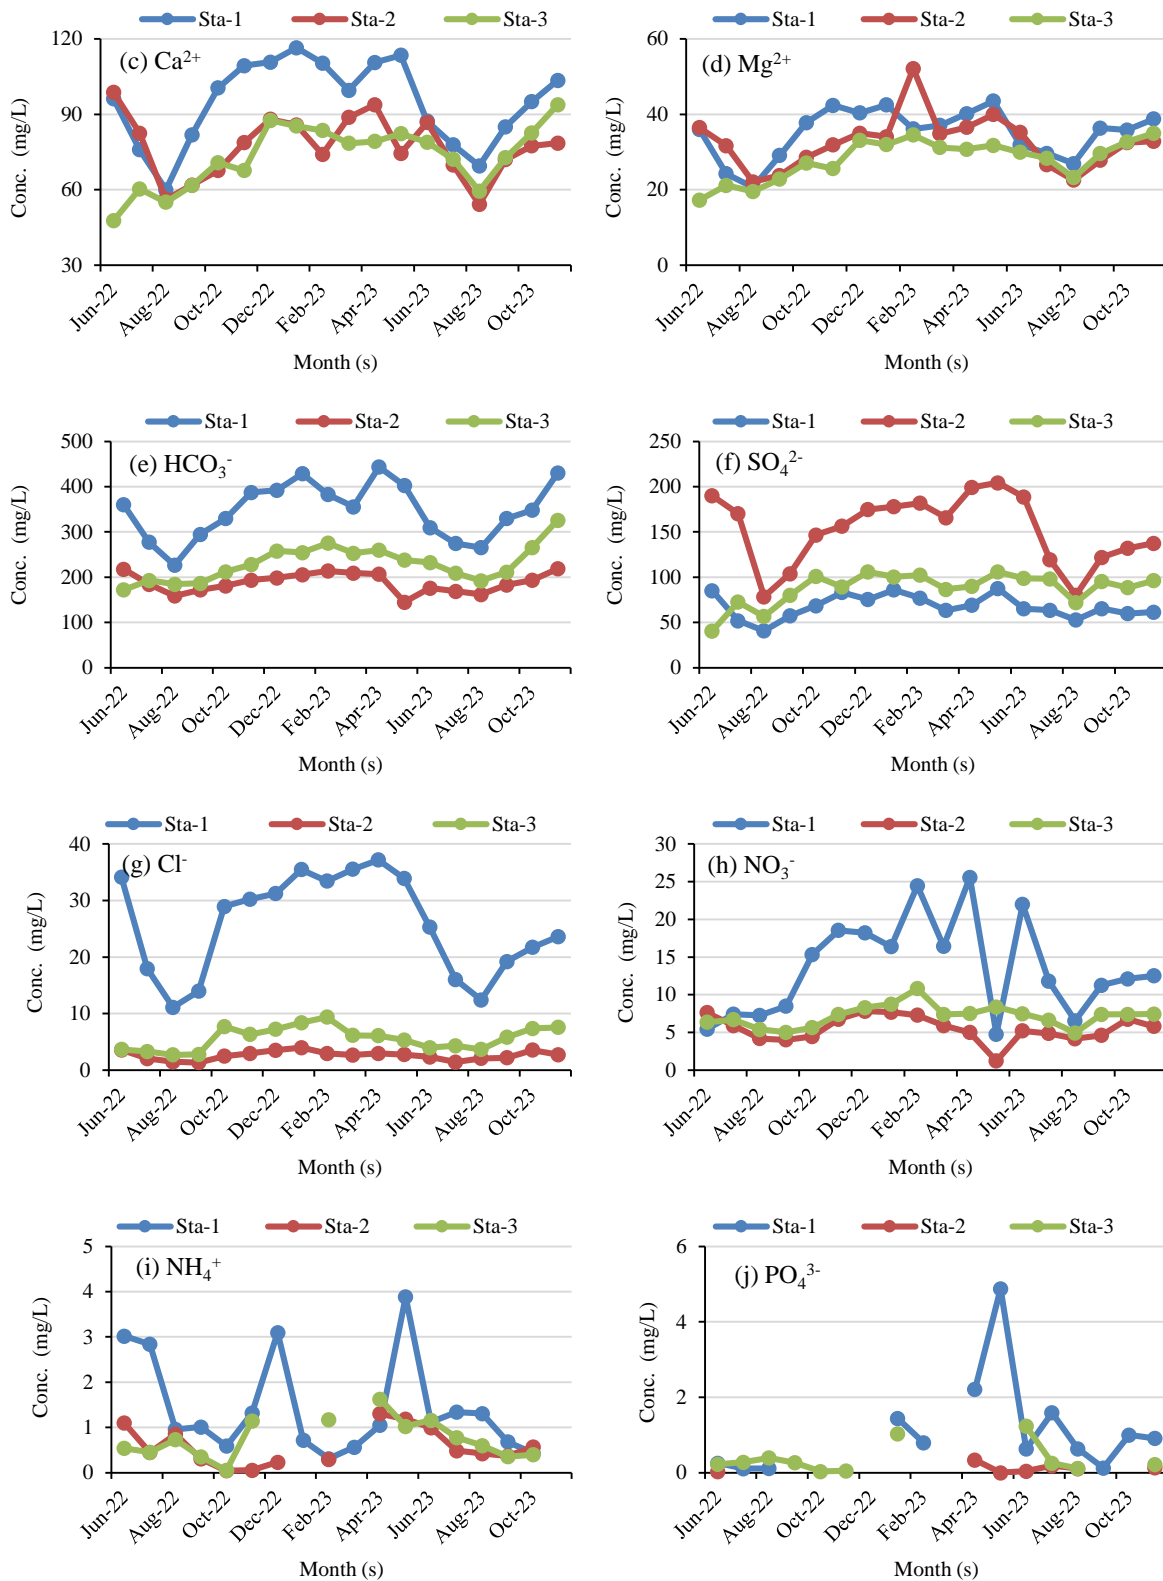 Sta-1 Sta-2 Sta-3
(c) Ca²⁺
120
90
60
30
Conc. (mg/L)
Jun-22 Aug-22 Oct-22 Dec-22 Feb-23 Apr-23 Jun-23 Aug-23 Oct-23
Month (s)
Sta-1 Sta-2 Sta-3
(d) Mg²⁺
60
40
20
0
Conc. (mg/L)
Jun-22 Aug-22 Oct-22 Dec-22 Feb-23 Apr-23 Jun-23 Aug-23 Oct-23
Month (s)
Sta-1 Sta-2 Sta-3
(e) HCO₃⁻
500
400
300
200
100
0
Conc. (mg/L)
Jun-22 Aug-22 Oct-22 Dec-22 Feb-23 Apr-23 Jun-23 Aug-23 Oct-23
Month (s)
Sta-1 Sta-2 Sta-3
(f) SO₄²⁻
250
200
150
100
50
0
Conc. (mg/L)
Jun-22 Aug-22 Oct-22 Dec-22 Feb-23 Apr-23 Jun-23 Aug-23 Oct-23
Month (s)
Sta-1 Sta-2 Sta-3
(g) Cl⁻
40
30
20
10
0
Conc. (mg/L)
Jun-22 Aug-22 Oct-22 Dec-22 Feb-23 Apr-23 Jun-23 Aug-23 Oct-23
Month (s)
Sta-1 Sta-2 Sta-3
(h) NO₃⁻
30
25
20
15
10
5
0
Conc. (mg/L)
Jun-22 Aug-22 Oct-22 Dec-22 Feb-23 Apr-23 Jun-23 Aug-23 Oct-23
Month (s)
Sta-1 Sta-2 Sta-3
(i) NH₄⁺
5
4
3
2
1
0
Conc. (mg/L)
Jun-22 Aug-22 Oct-22 Dec-22 Feb-23 Apr-23 Jun-23 Aug-23 Oct-23
Month (s)
Sta-1 Sta-2 Sta-3
(j) PO₄³⁻
6
4
2
0
Conc. (mg/L)
Jun-22 Aug-22 Oct-22 Dec-22 Feb-23 Apr-23 Jun-23 Aug-23 Oct-23
Month (s)